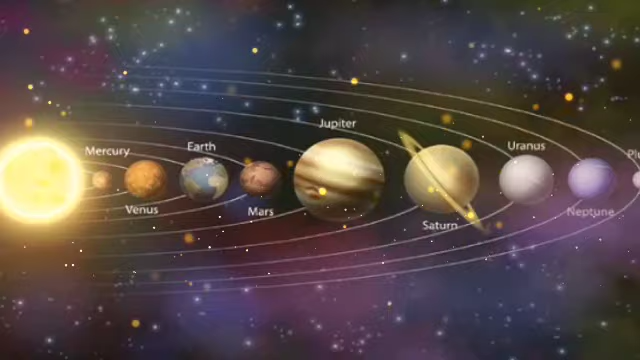 Mercury
Venus
Earth
Mars
Jupiter
Saturn
Uranus
Neptune